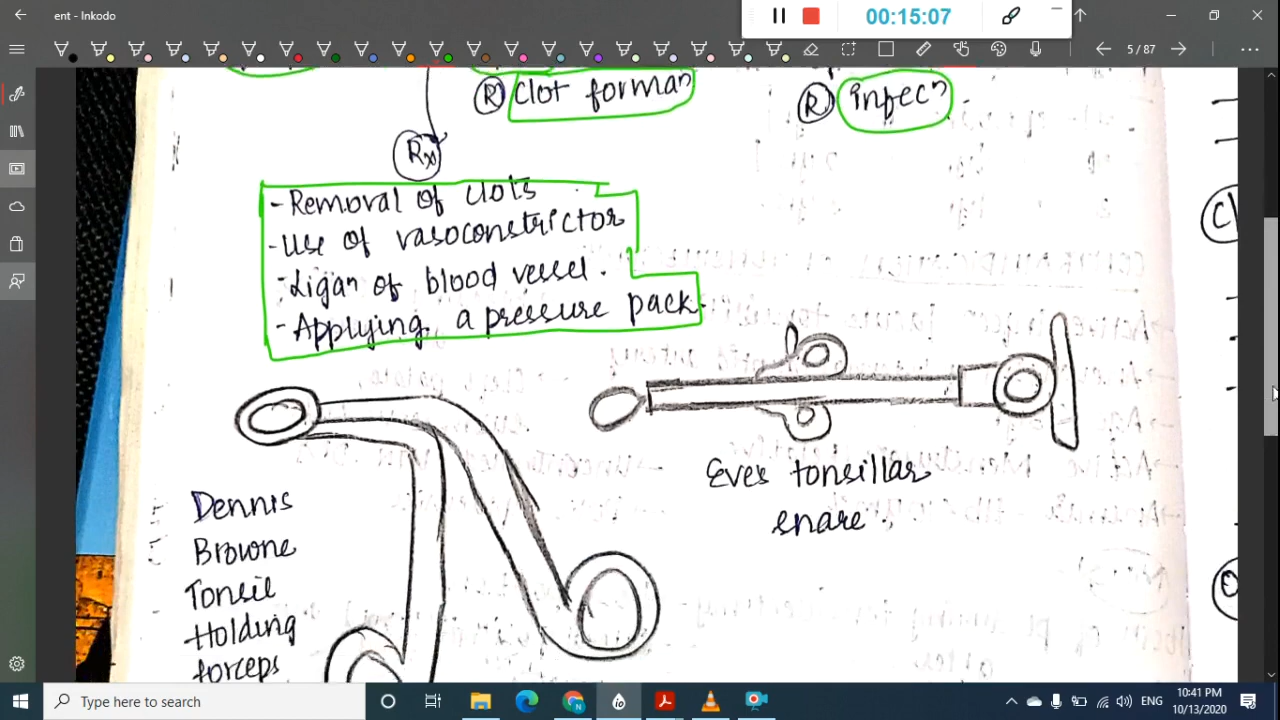 ent - Inkodo
00:15:07
5 / 87
R clot forman
R infecn
Rx
- Removal of clots
- Use of vasoconstrictor
- Ligan of blood vessel.
- Applying a pressure pack.
Eves tonsillar
snare.
Dennis
Browne
Tonsil
Holding
forceps
Type here to search
ENG
10:41 PM
10/13/2020